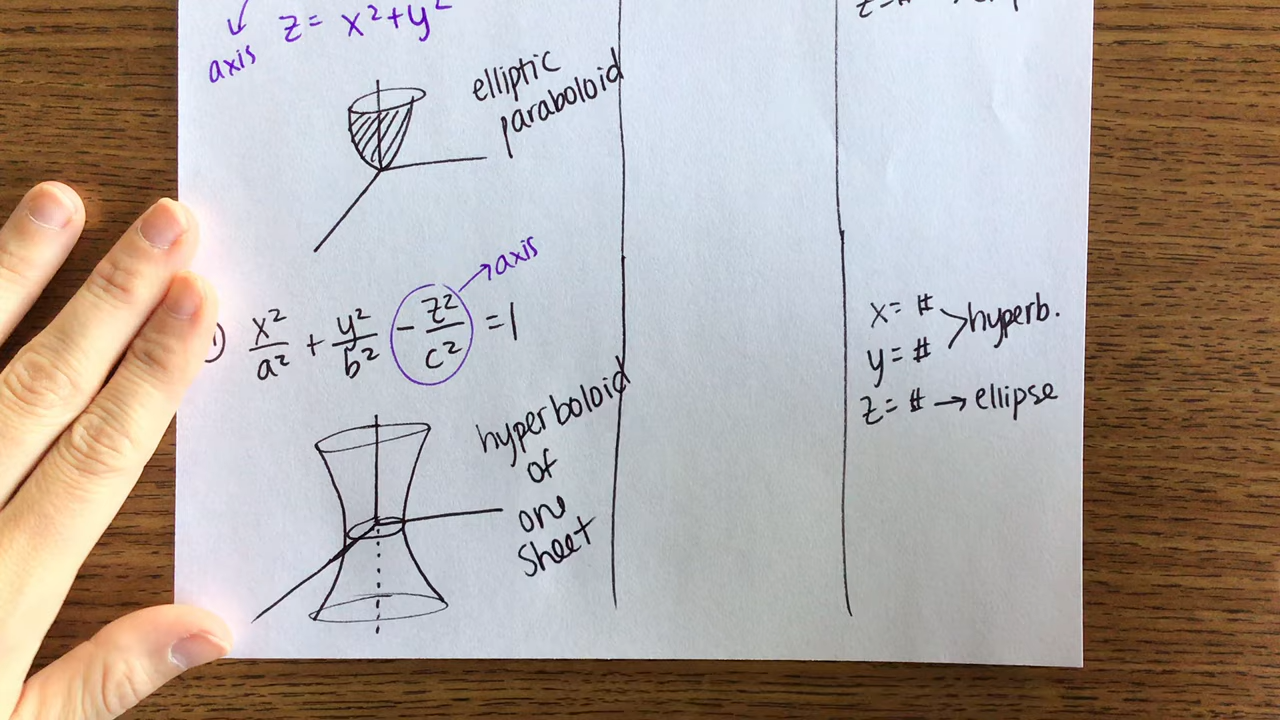 z = x²+y²
axis
elliptic
paraboloid
axis
x²/a² + y²/b² - z²/c² = 1
x = #
y = #
>hyperb.
z = # → ellipse
hyperboloid
of
one
sheet